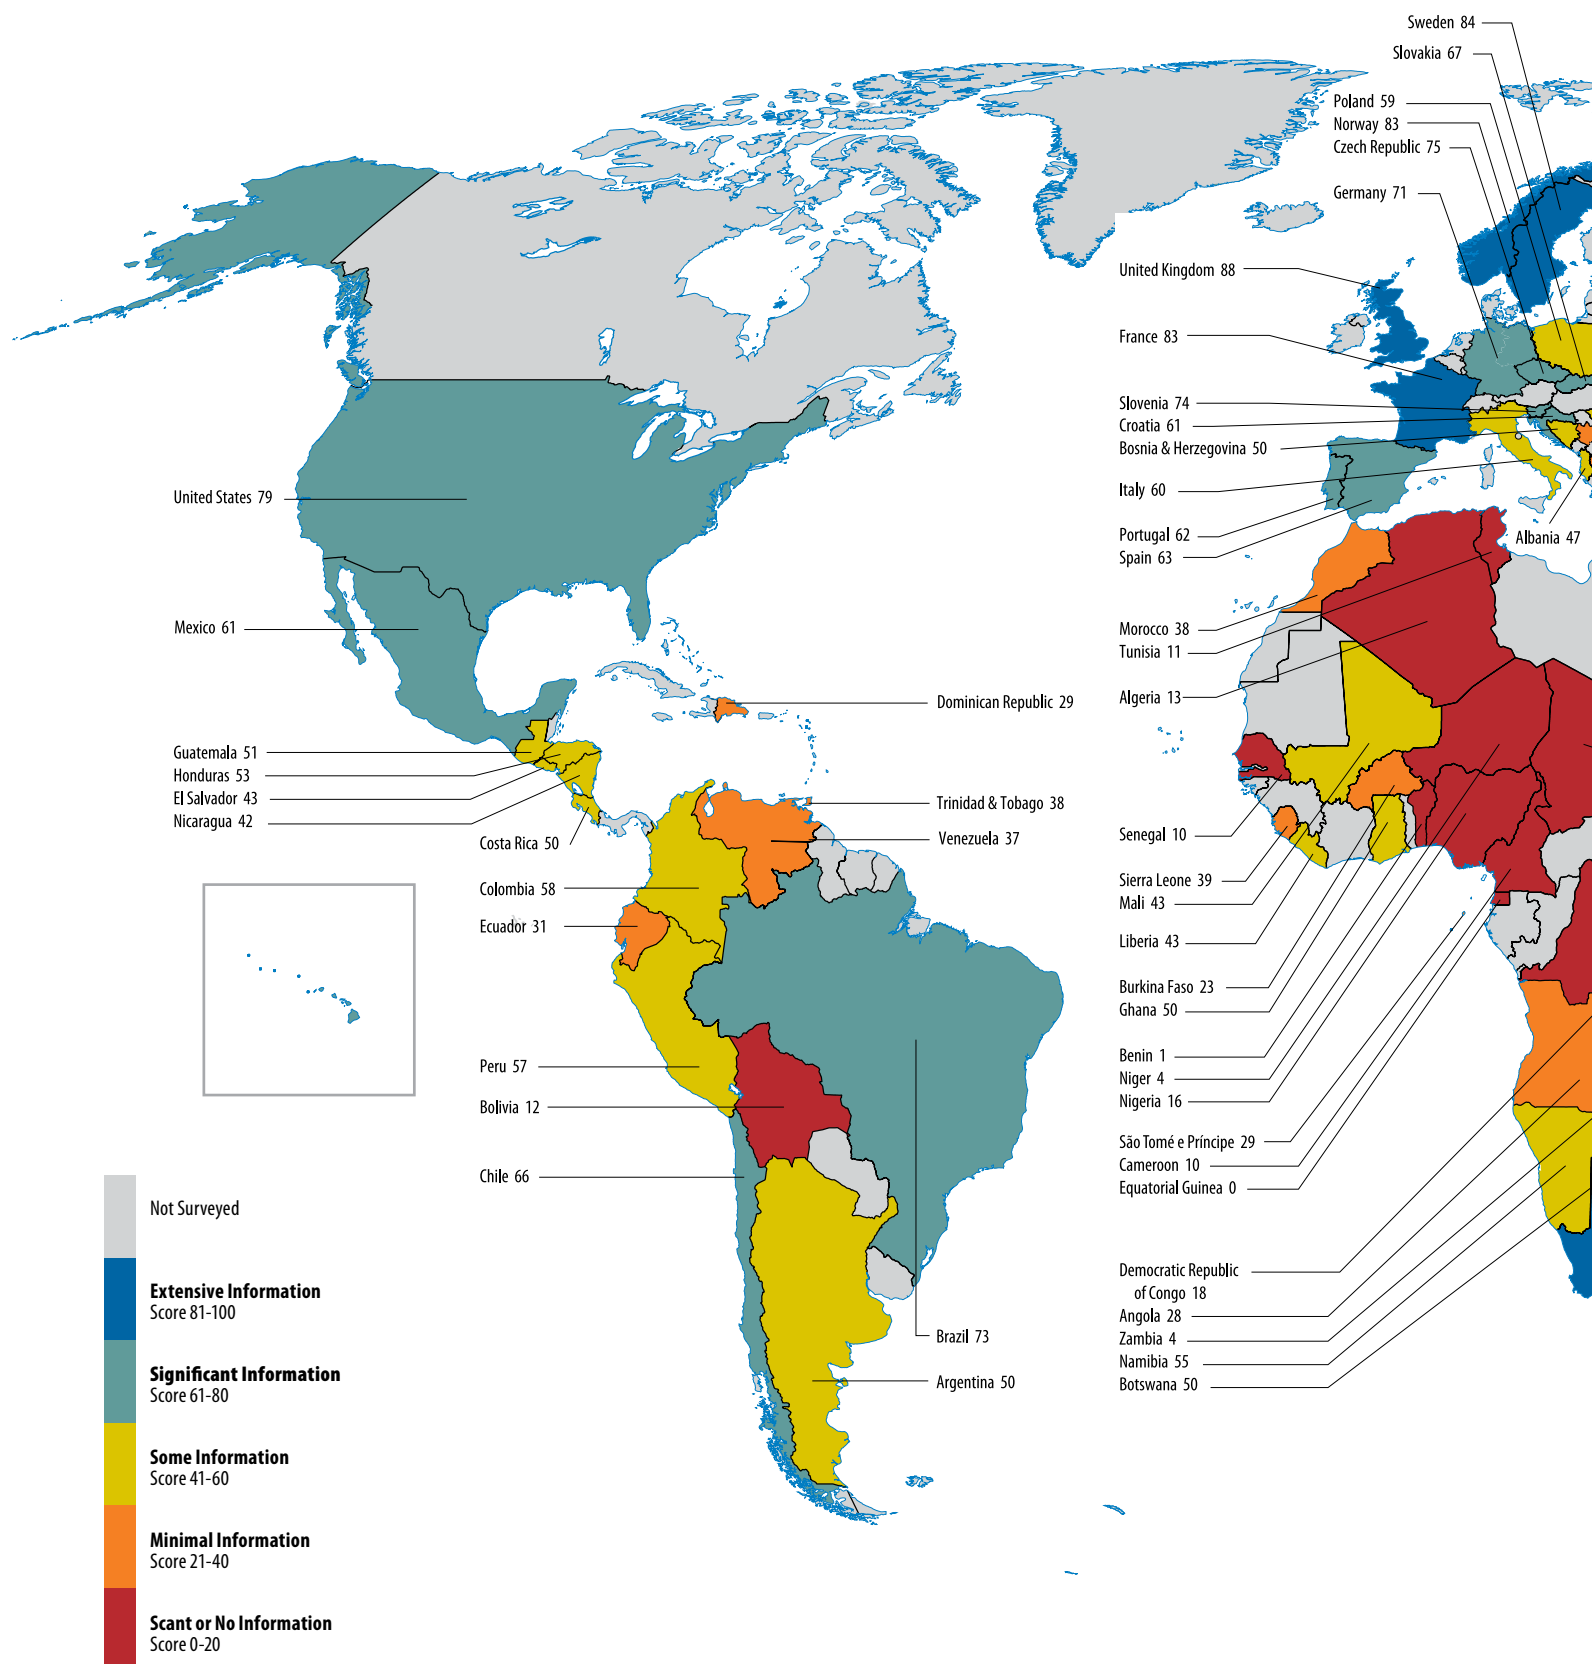 Sweden 84
Slovakia 67
Poland 59
Norway 83
Czech Republic 75
Germany 71
United Kingdom 88
France 83
Slovenia 74
Croatia 61
Bosnia & Herzegovina 50
Italy 60
Portugal 62
Spain 63
Albania 47
United States 79
Mexico 61
Morocco 38
Tunisia 11
Algeria 13
Dominican Republic 29
Guatemala 51
Honduras 53
El Salvador 43
Nicaragua 42
Costa Rica 50
Trinidad & Tobago 38
Venezuela 37
Colombia 58
Ecuador 31
Senegal 10
Sierra Leone 39
Mali 43
Liberia 43
Burkina Faso 23
Ghana 50
Benin 1
Niger 4
Nigeria 16
Peru 57
Bolivia 12
Chile 66
São Tomé e Príncipe 29
Cameroon 10
Equatorial Guinea 0
Democratic Republic
of Congo 18
Angola 28
Zambia 4
Namibia 55
Botswana 50
Brazil 73
Argentina 50
Not Surveyed
Extensive Information
Score 81-100
Significant Information
Score 61-80
Some Information
Score 41-60
Minimal Information
Score 21-40
Scant or No Information
Score 0-20